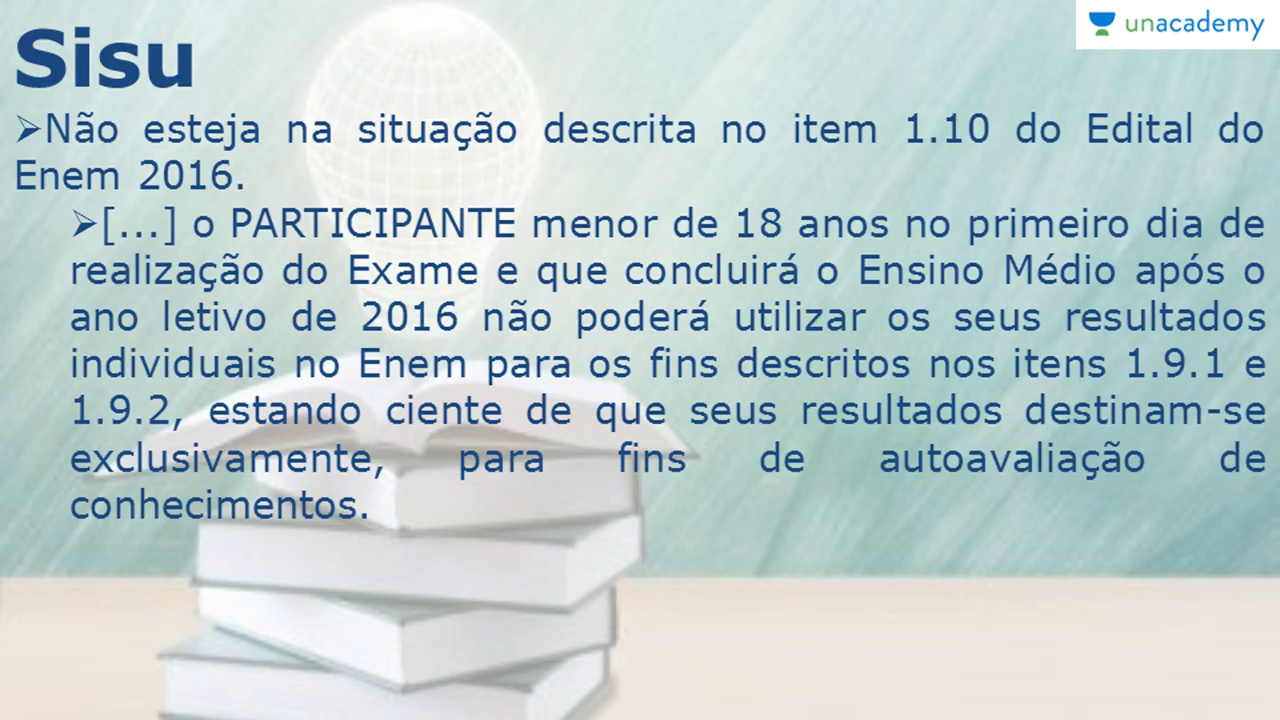 unacademy
Sisu
➢Não esteja na situação descrita no item 1.10 do Edital do
Enem 2016.
➢[...] o PARTICIPANTE menor de 18 anos no primeiro dia de
realização do Exame e que concluirá o Ensino Médio após o
ano letivo de 2016 não poderá utilizar os seus resultados
individuais no Enem para os fins descritos nos itens 1.9.1 e
1.9.2, estando ciente de que seus resultados destinam-se
exclusivamente, para fins de autoavaliação de
conhecimentos.